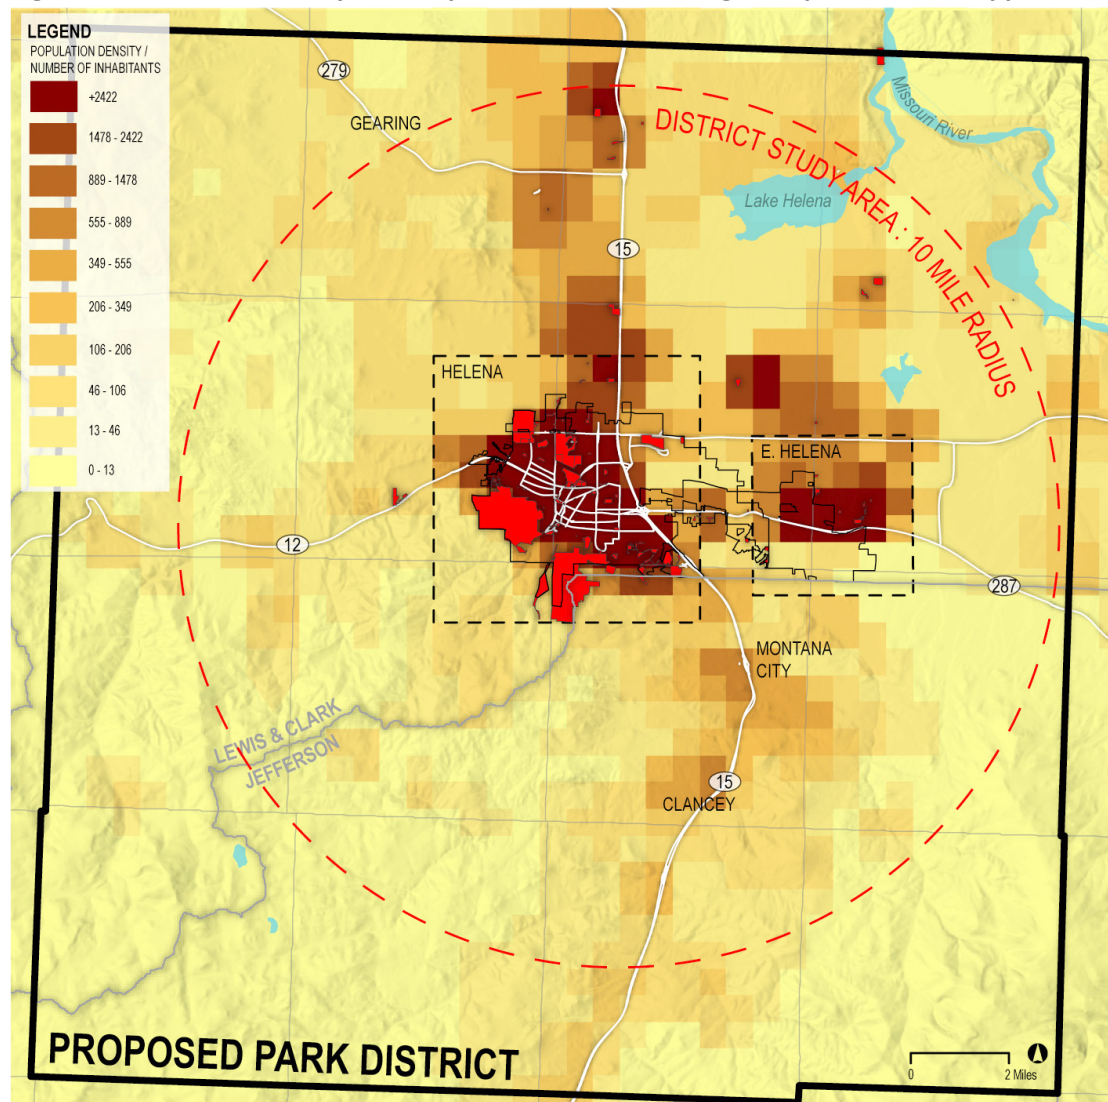 LEGEND
POPULATION DENSITY /
NUMBER OF INHABITANTS
+2422
1478 - 2422
889 - 1478
555 - 889
349 - 555
206 - 349
106 - 206
46 - 106
13 - 46
0 - 13
279
GEARING
Missouri River
DISTRICT STUDY AREA : 10 MILE RADIUS
Lake Helena
15
HELENA
E. HELENA
12
287
MONTANA
CITY
LEWIS & CLARK
JEFFERSON
15
CLANCEY
PROPOSED PARK DISTRICT
0 2 Miles